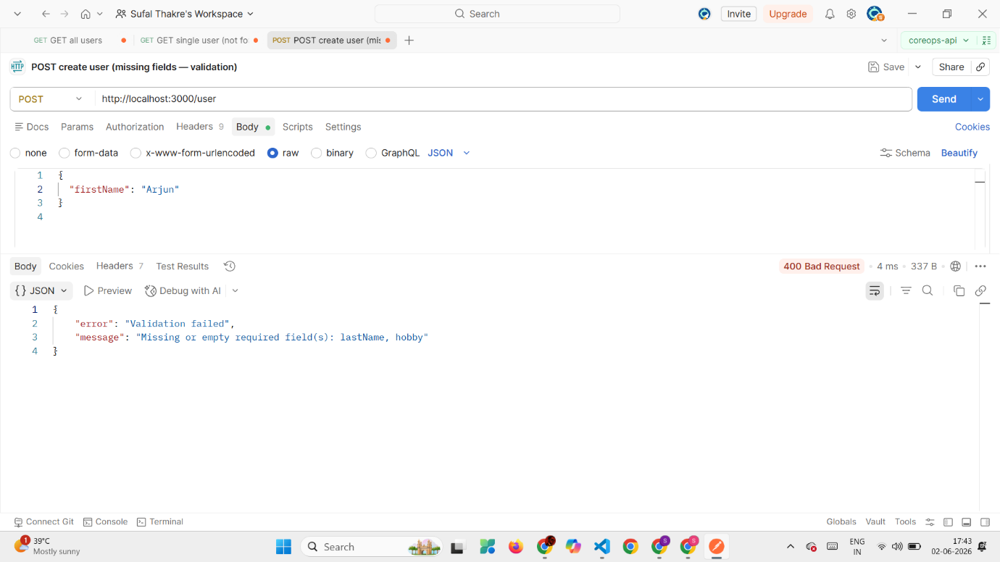 Sufal Thakre's Workspace
Search
Invite
Upgrade
GET GET all users
GET GET single user (not fo
POST POST create user (mis
coreops-api
HTTP POST create user (missing fields — validation)
Save
Share
POST
http://localhost:3000/user
Send
Docs
Params
Authorization
Headers 9
Body
Scripts
Settings
Cookies
none
form-data
x-www-form-urlencoded
raw
binary
GraphQL
JSON
Schema
Beautify
1 {
2 "firstName": "Arjun"
3 }
4
Body
Cookies
Headers 7
Test Results
400 Bad Request
4 ms
337 B
{ } JSON
Preview
Debug with AI
1 {
2 "error": "Validation failed",
3 "message": "Missing or empty required field(s): lastName, hobby"
4 }
Connect Git
Console
Terminal
Globals
Vault
Tools
1
39°C
Mostly sunny
Search
S
S
ENG
IN
17:43
02-06-2026